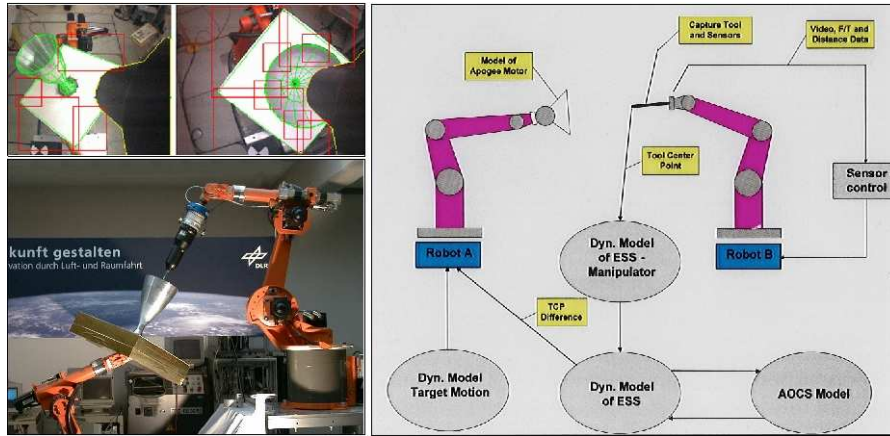 kunft gestalten
vation durch Luft- und Raumfahrt
DLR
Capture Tool
and Sensors
Video, F/T and
Distance Data
Model of
Apogee Motor
Tool Center
Point
Sensor
control
Robot A
Dyn. Model
of ESS -
Manipulator
Robot B
TCP
Difference
Dyn. Model
Target Motion
Dyn. Model
of ESS
AOCS Model